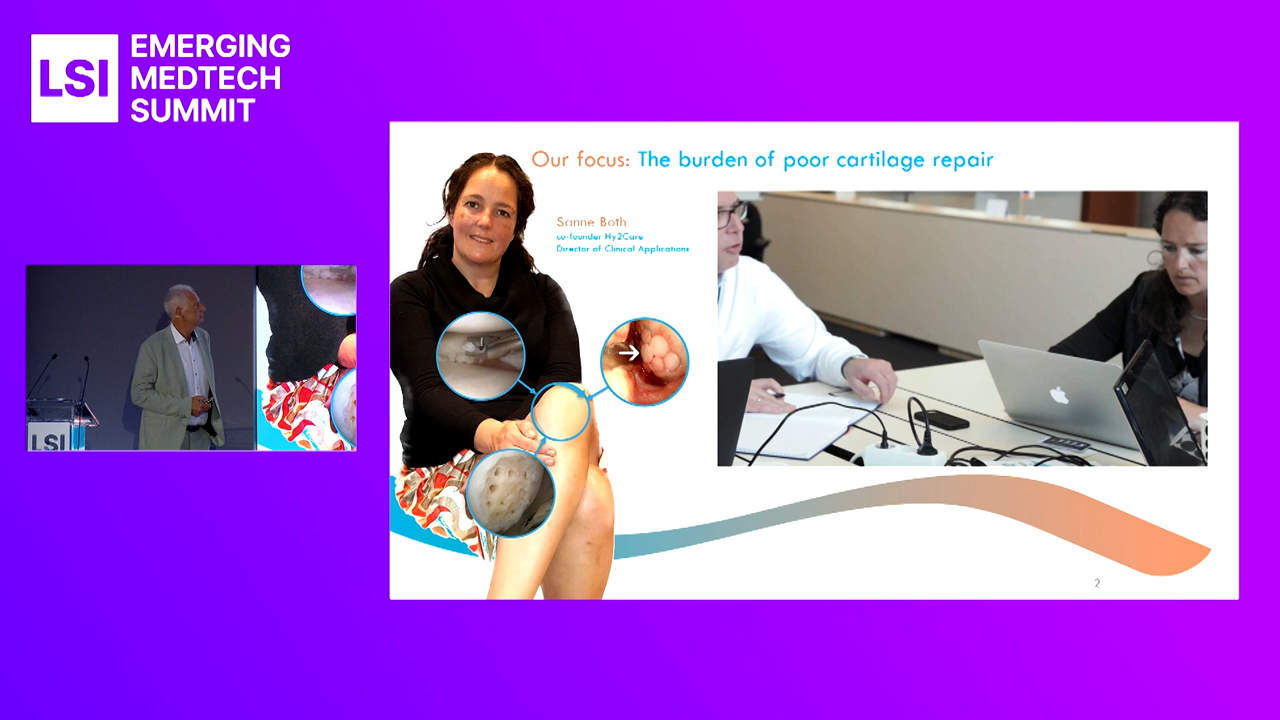 LSI
EMERGING
MEDTECH
SUMMIT
Our focus: The burden of poor cartilage repair
Sanne Both
co-founder Hy2Care
Director of Clinical Applications
LSI
2